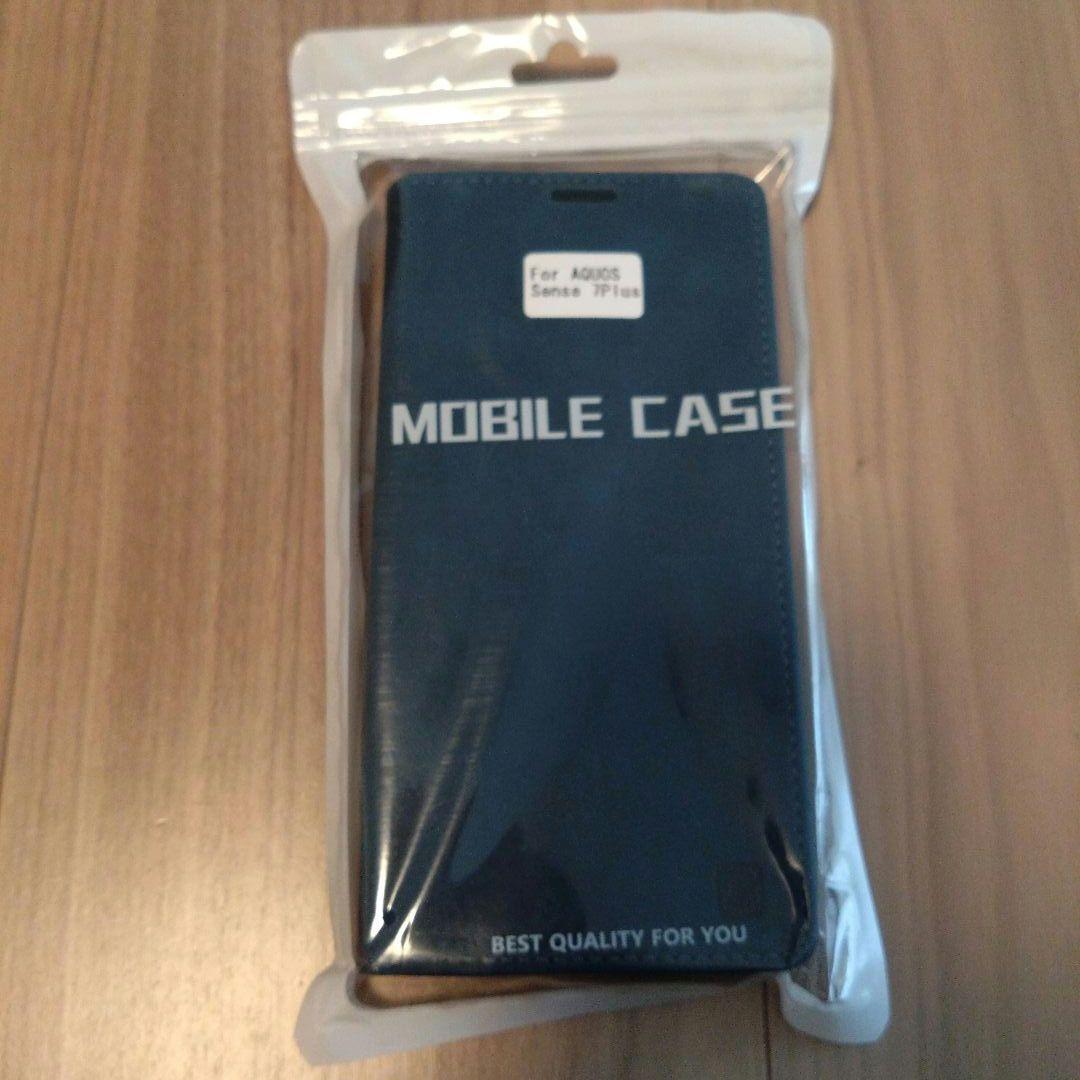 For AQUOS
Sense 7Plus
MOBILE CASE
BEST QUALITY FOR YOU